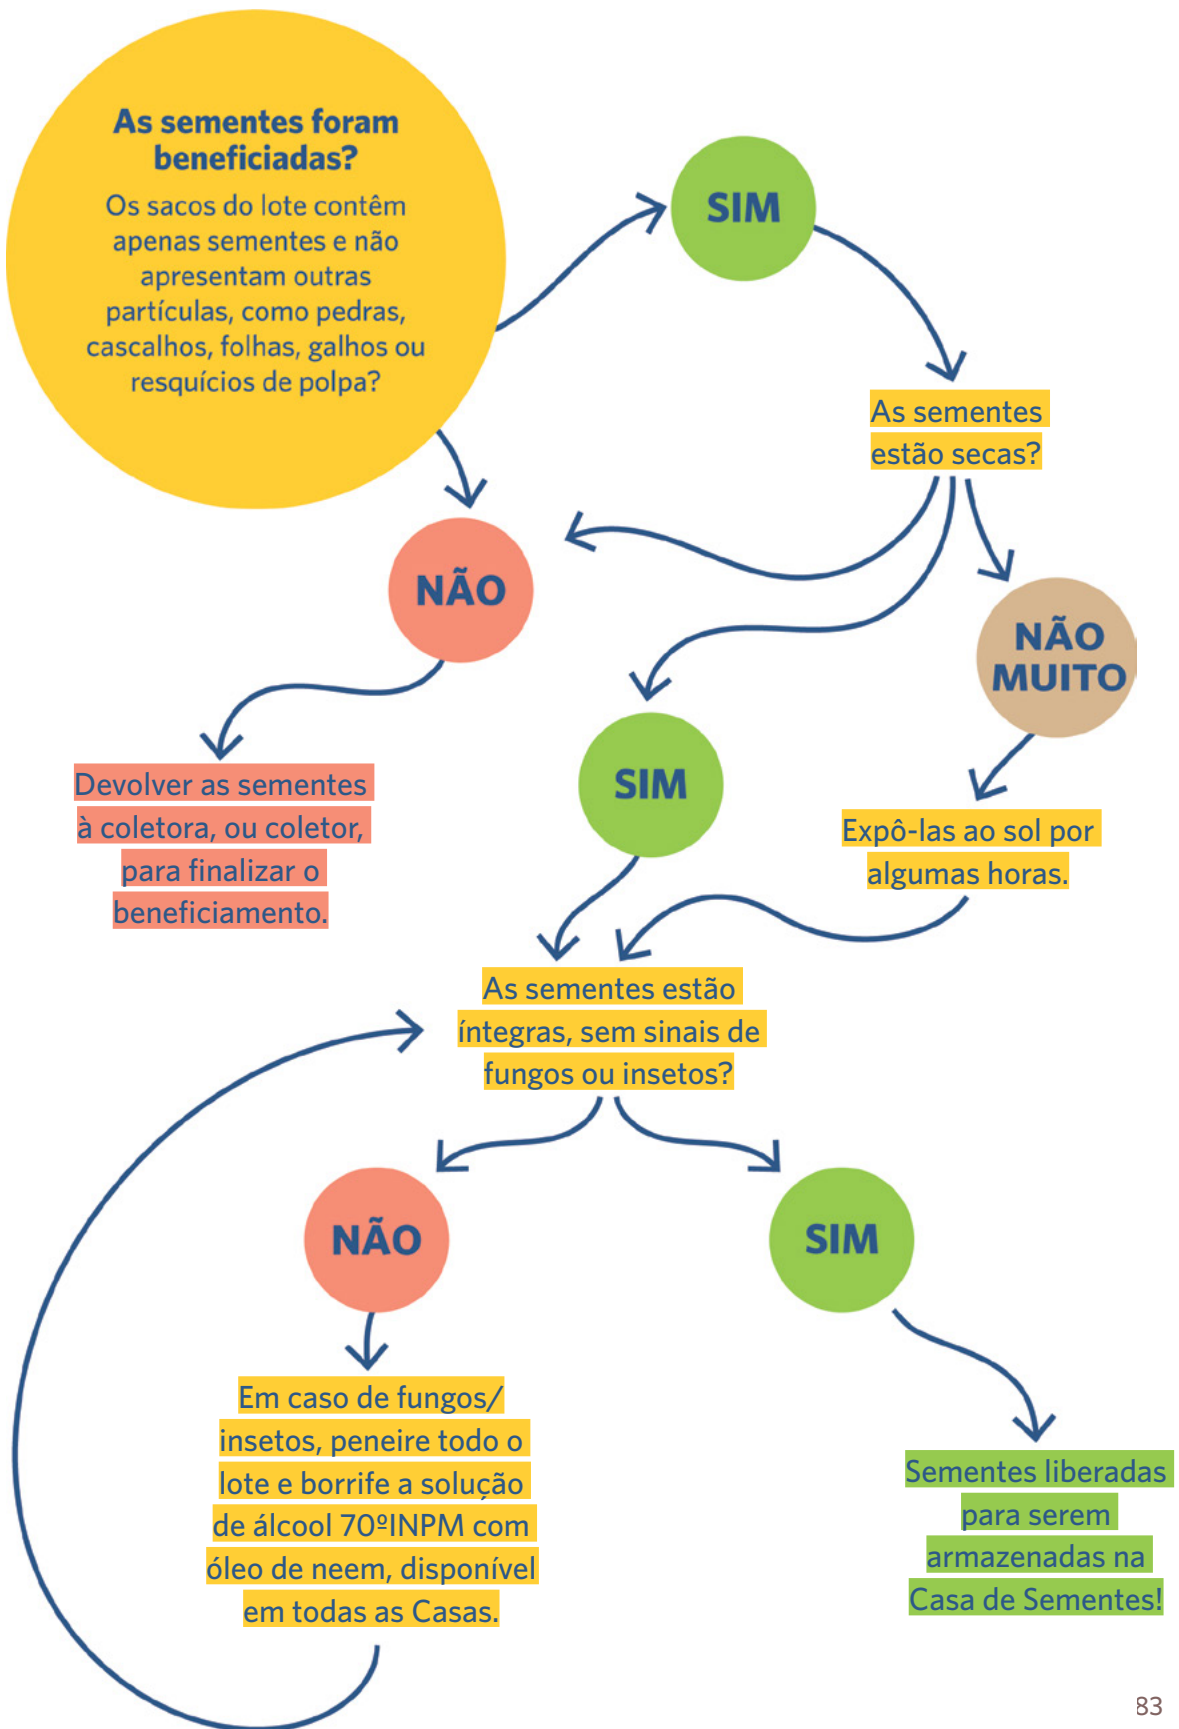 As sementes foram
beneficiadas?
Os sacos do lote contêm
apenas sementes e não
apresentam outras
partículas, como pedras,
cascalhos, folhas, galhos ou
resquícios de polpa?
SIM
As sementes
estão secas?
NÃO
NÃO
MUITO
Devolver as sementes
à coletora, ou coletor,
para finalizar o
beneficiamento.
SIM
Expô-las ao sol por
algumas horas.
As sementes estão
íntegras, sem sinais de
fungos ou insetos?
NÃO
SIM
Em caso de fungos/
insetos, peneire todo o
lote e borrife a solução
de álcool 70ºINPM com
óleo de neem, disponível
em todas as Casas.
Sementes liberadas
para serem
armazenadas na
Casa de Sementes!
83